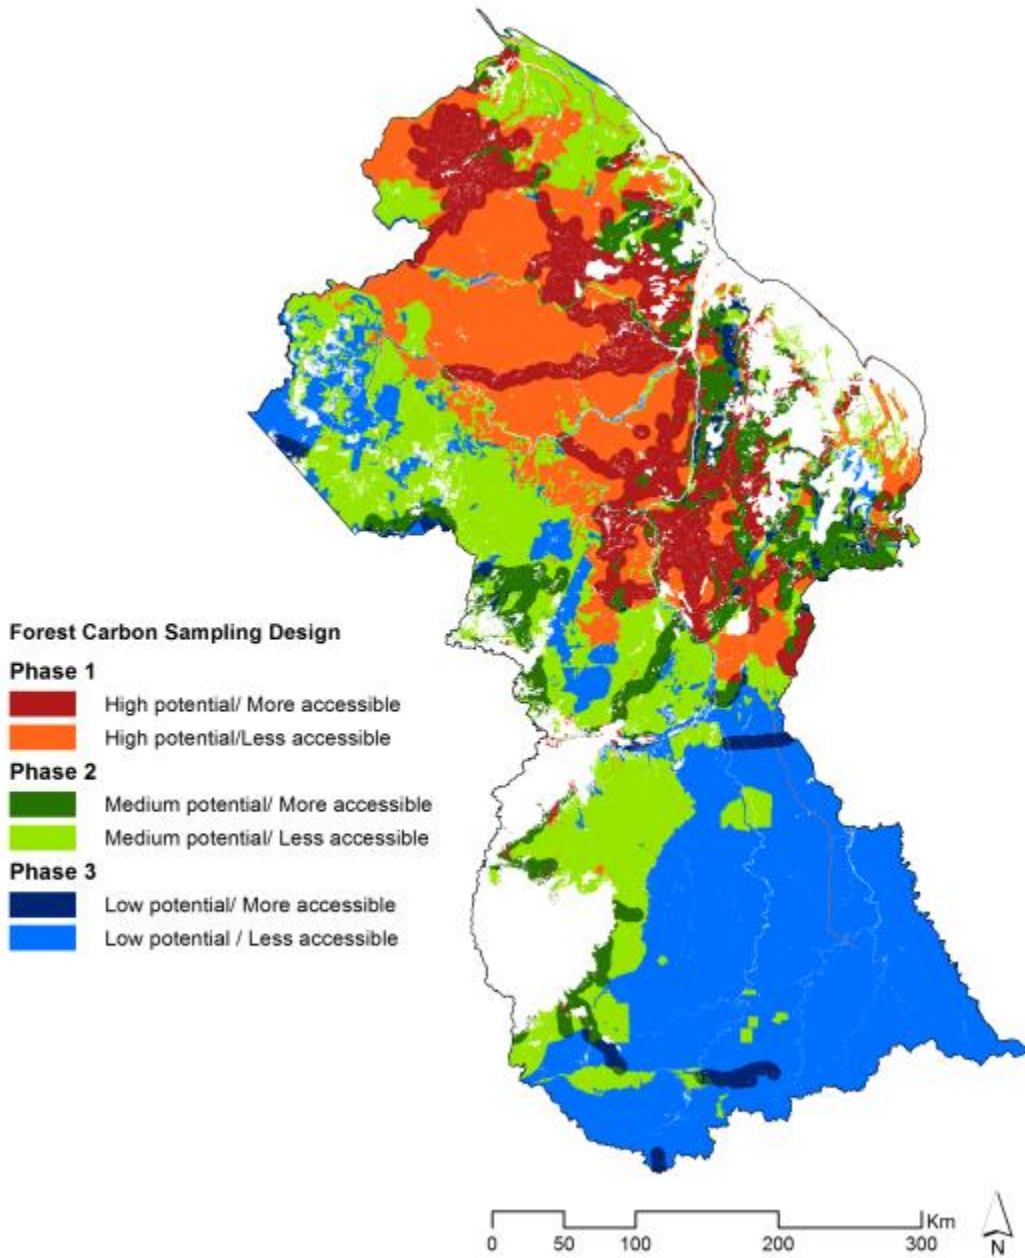 Forest Carbon Sampling Design
Phase 1
High potential/ More accessible
High potential/Less accessible
Phase 2
Medium potential/ More accessible
Medium potential/ Less accessible
Phase 3
Low potential/ More accessible
Low potential / Less accessible
Km
0 50 100 200 300
N